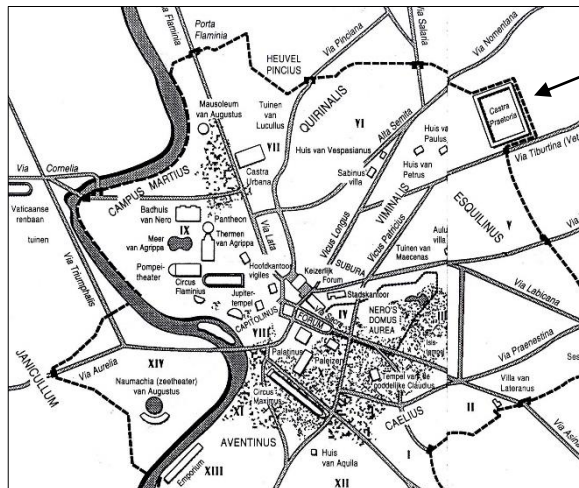 Via Flaminia
Porta
Flaminia
HEUVEL
PINCIUS
Via Pinciana
Via
Salaria
Via Nomentana
Mausoleum
van Augustus
Tuinen
van
Lucullus
QUIRINALIS
VI
Alta Semita
Huis
van
Paulus
Castra
Praetoria
VII
Huis van Vespasianus
Huis
van
Petrus
Via Tiburtina (Vet
Via
Cornelia
CAMPUS MARTIUS
Castra
Urbana
Sabinus'
villa
VIMINALIS
ESQUILINUS
V
Vaticaanse
renbaan
tuinen
Badhuis
van Nero
Pantheon
Via Lata
Vicus Longus
Vicus Patricius
IX
Meer
van
Agrippa
Thermen
van Agrippa
SUBURA
Tuinen van
Maecenas
Via Triumphalis
Pompei-
theater
Circus
Flaminius
Hoofdkantoor
vigiles
Keizerlijk
Forum
Stadskantoor
Via Labicana
Jupiter-
tempel
CAPITOLINUS
FORUM
IV
NERO'S
DOMUS
AUREA
III
Via Praenestina
VIII
JANICULUM
Via Aurelia
XIV
Palatinus
Paleizen
Tempel van de
goddelijke Claudius
Villa van
Lateranus
Naumachia (zeetheater)
van Augustus
Circus
Maximus
XI
CAELIUS
II
AVENTINUS
I
Emporium
XIII
Huis
van Aquila
XII